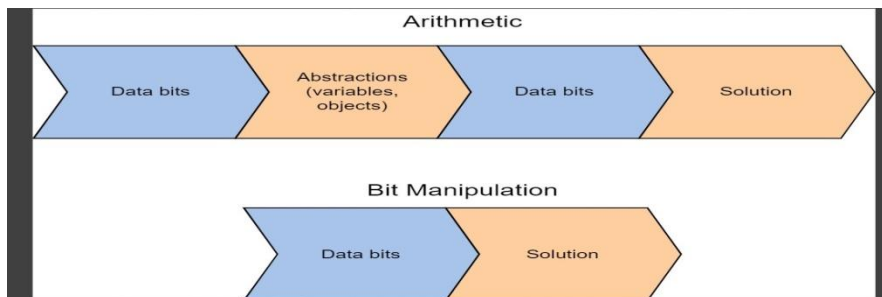 Arithmetic
Data bits
Abstractions
(variables,
objects)
Data bits
Solution
Bit Manipulation
Data bits
Solution